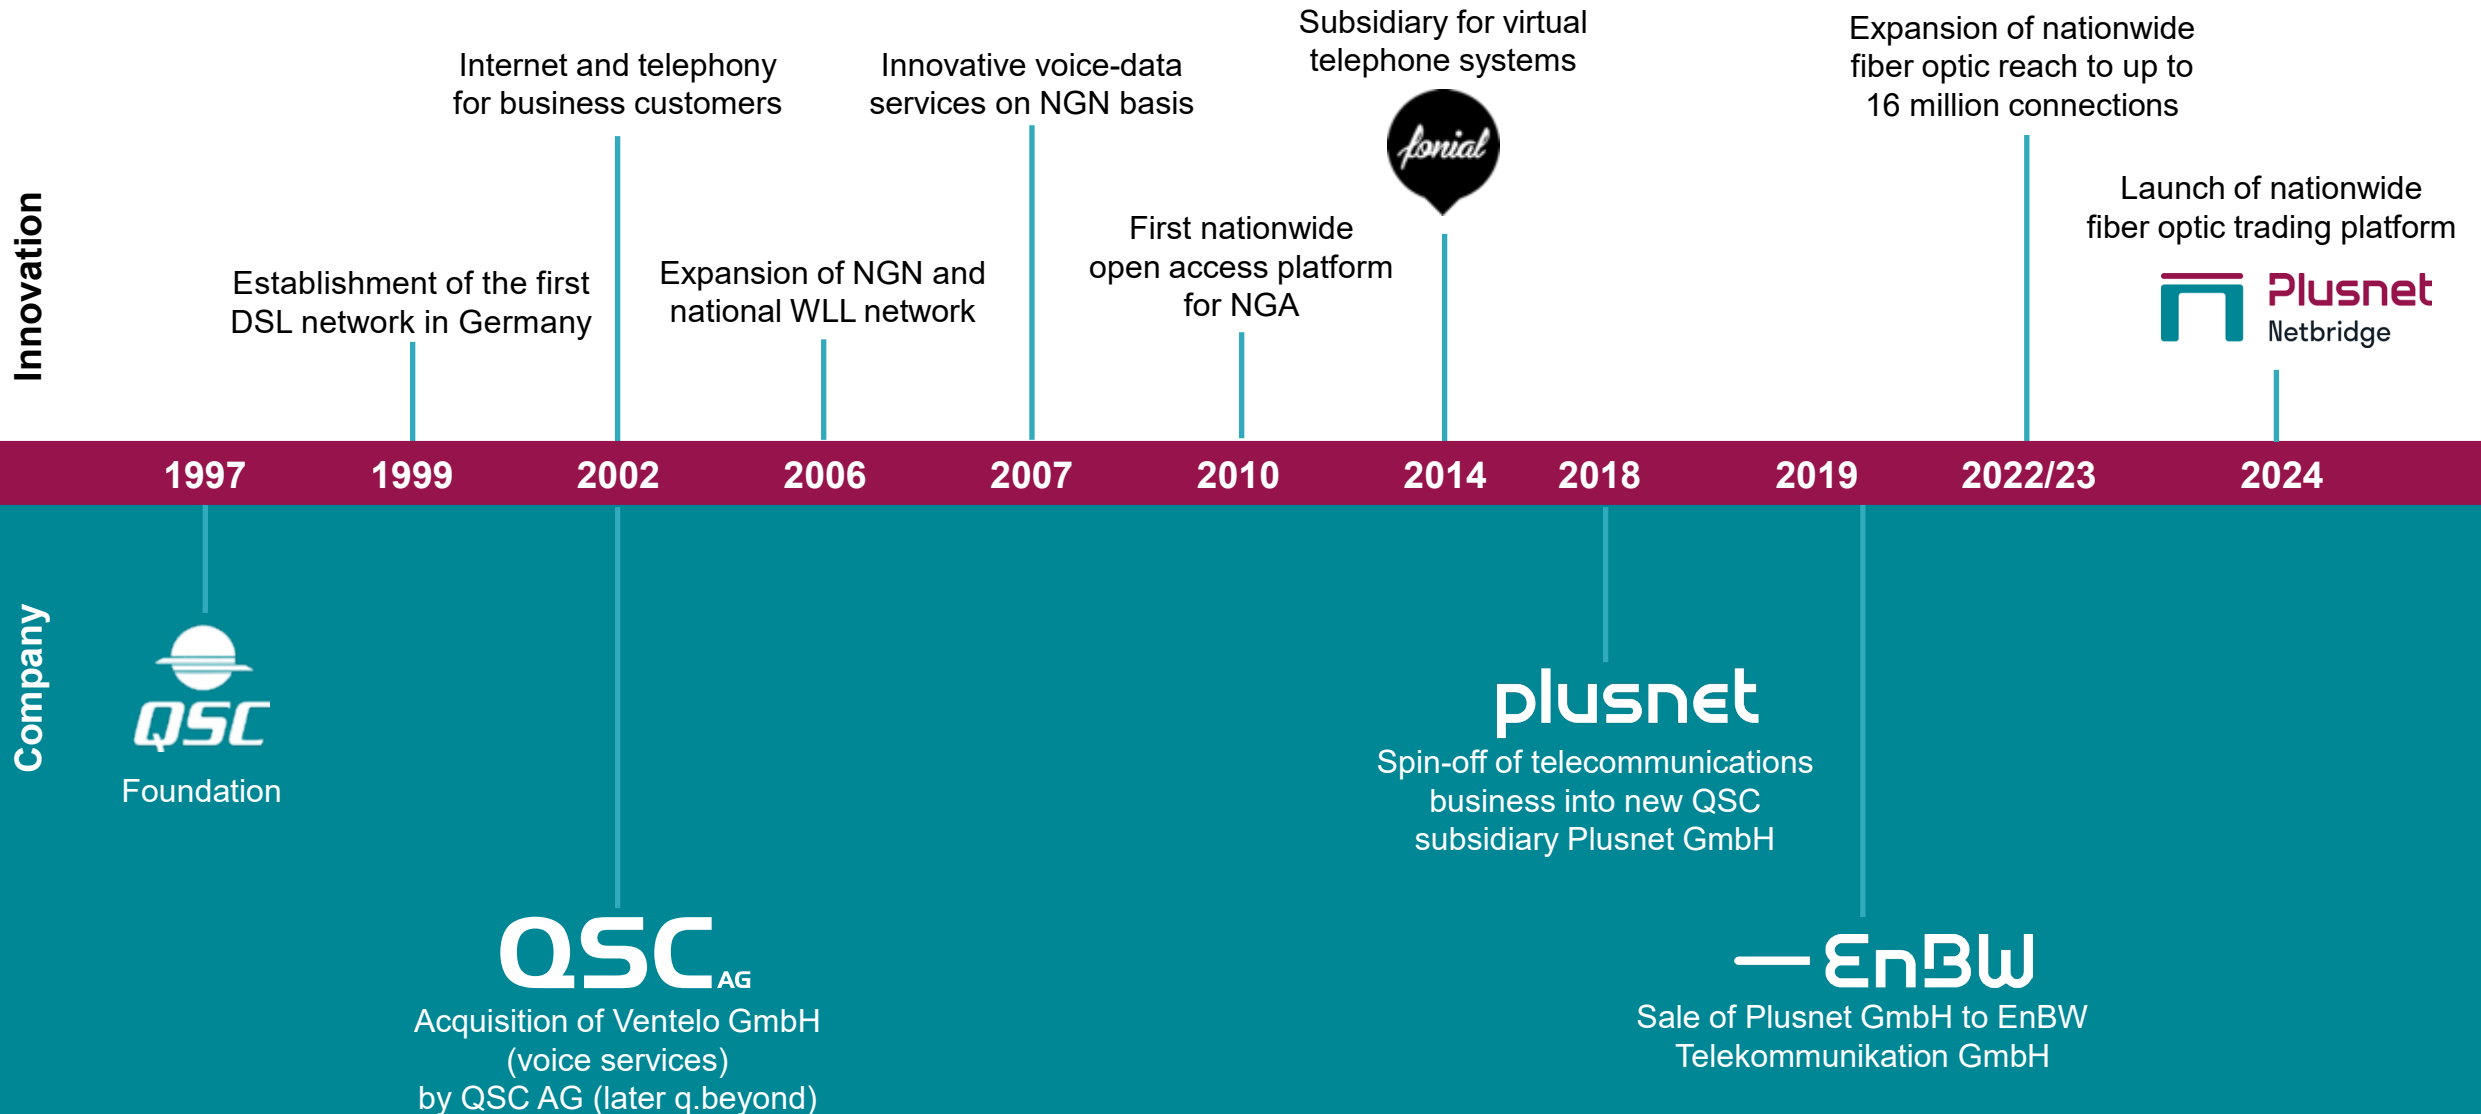 Innovation
Internet and telephony
for business customers
Innovative voice-data
services on NGN basis
Subsidiary for virtual
telephone systems
fonial
Expansion of nationwide
fiber optic reach to up to
16 million connections
Establishment of the first
DSL network in Germany
Expansion of NGN and
national WLL network
First nationwide
open access platform
for NGA
Launch of nationwide
fiber optic trading platform
Plusnet
Netbridge
1997 1999 2002 2006 2007 2010 2014 2018 2019 2022/23 2024
Company
QSC
Foundation
QSC AG
Acquisition of Ventelo GmbH
(voice services)
by QSC AG (later q.beyond)
plusnet
Spin-off of telecommunications
business into new QSC
subsidiary Plusnet GmbH
EnBW
Sale of Plusnet GmbH to EnBW
Telekommunikation GmbH